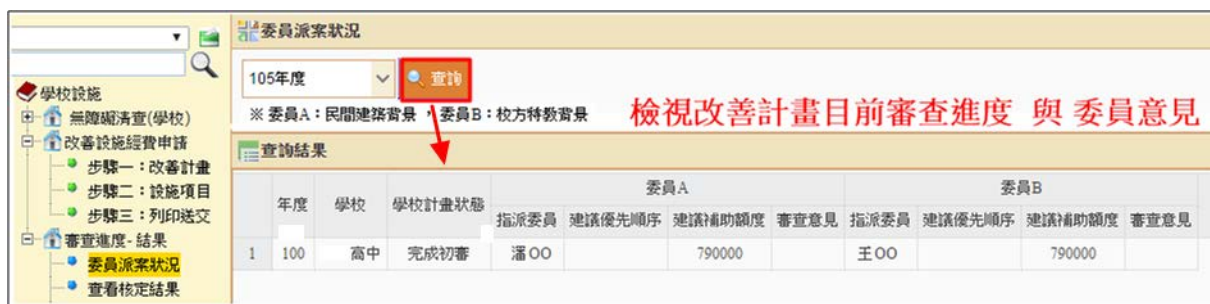 委員派案狀況
105年度 查詢
※ 委員A：民間建築背景 ， 委員B：校方特教背景
檢視改善計畫目前審查進度 與 委員意見
學校設施
無障礙清查(學校)
改善設施經費申請
步驟一：改善計畫
步驟二：設施項目
步驟三：列印送交
審查進度-結果
委員派案狀況
查看核定結果
查詢結果
年度 學校 學校計畫狀態 委員A 委員B
指派委員 建議優先順序 建議補助額度 審查意見 指派委員 建議優先順序 建議補助額度 審查意見
1 100 高中 完成初審 潘OO 790000 王OO 790000